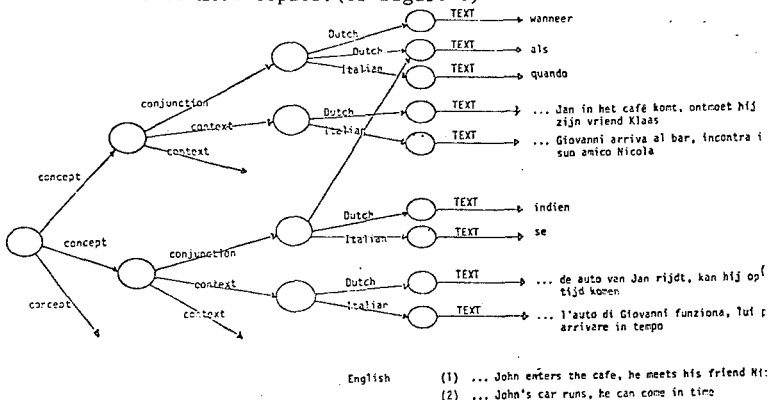 Dutch TEXT wanneer
Dutch TEXT als
Italian TEXT quando
conjunction
context Dutch TEXT ... Jan in het café komt, ontmoet hij
zijn vriend Klaas
Italian TEXT ... Giovanni arriva al bar, incontra i
suo amico Nicola
context
concept
Dutch TEXT indien
Italian TEXT se
concept conjunction
context Dutch TEXT ... de auto van Jan rijdt, kan hij op
tijd komen
Italian TEXT ... l'auto di Giovanni funziona, lui p
arrivare in tempo
context
concept
English (1) ... John enters the cafe, he meets his friend Ni
(2) ... John's car runs, he can come in time